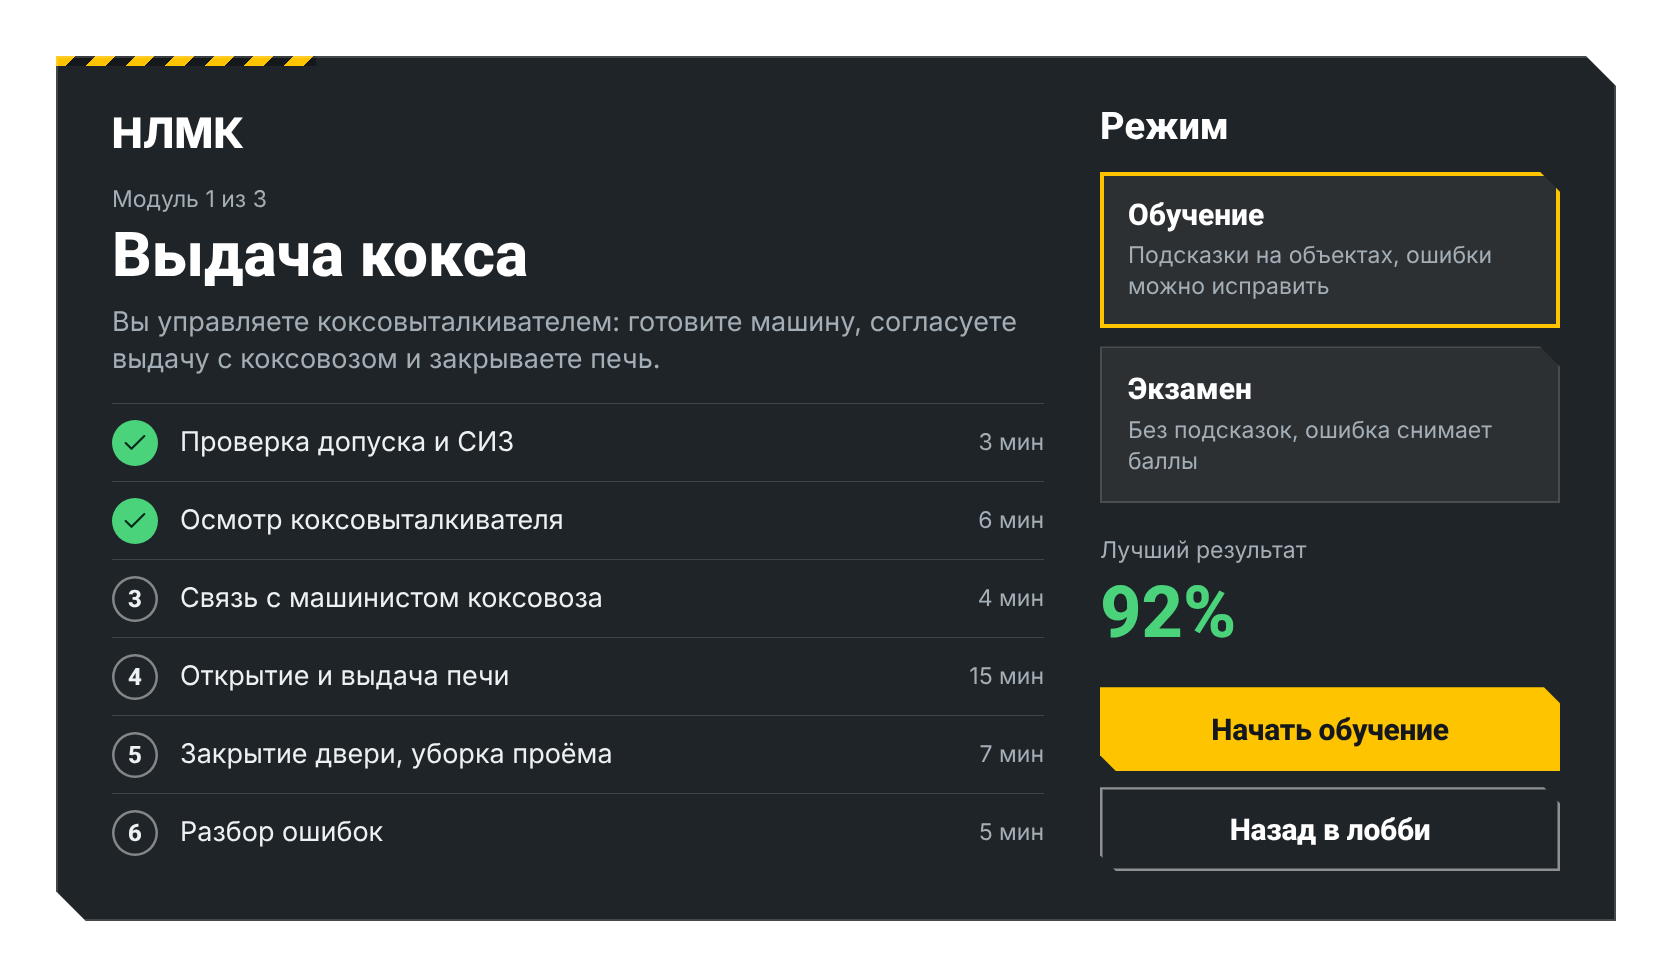 НЛМК
Модуль 1 из 3
Выдача кокса
Вы управляете коксовыталкивателем: готовите машину, согласуете
выдачу с коксовозом и закрываете печь.
Проверка допуска и СИЗ 3 мин
Осмотр коксовыталкивателя 6 мин
3 Связь с машинистом коксовоза 4 мин
4 Открытие и выдача печи 15 мин
5 Закрытие двери, уборка проёма 7 мин
6 Разбор ошибок 5 мин
Режим
Обучение
Подсказки на объектах, ошибки
можно исправить
Экзамен
Без подсказок, ошибка снимает
баллы
Лучший результат
92%
Начать обучение
Назад в лобби